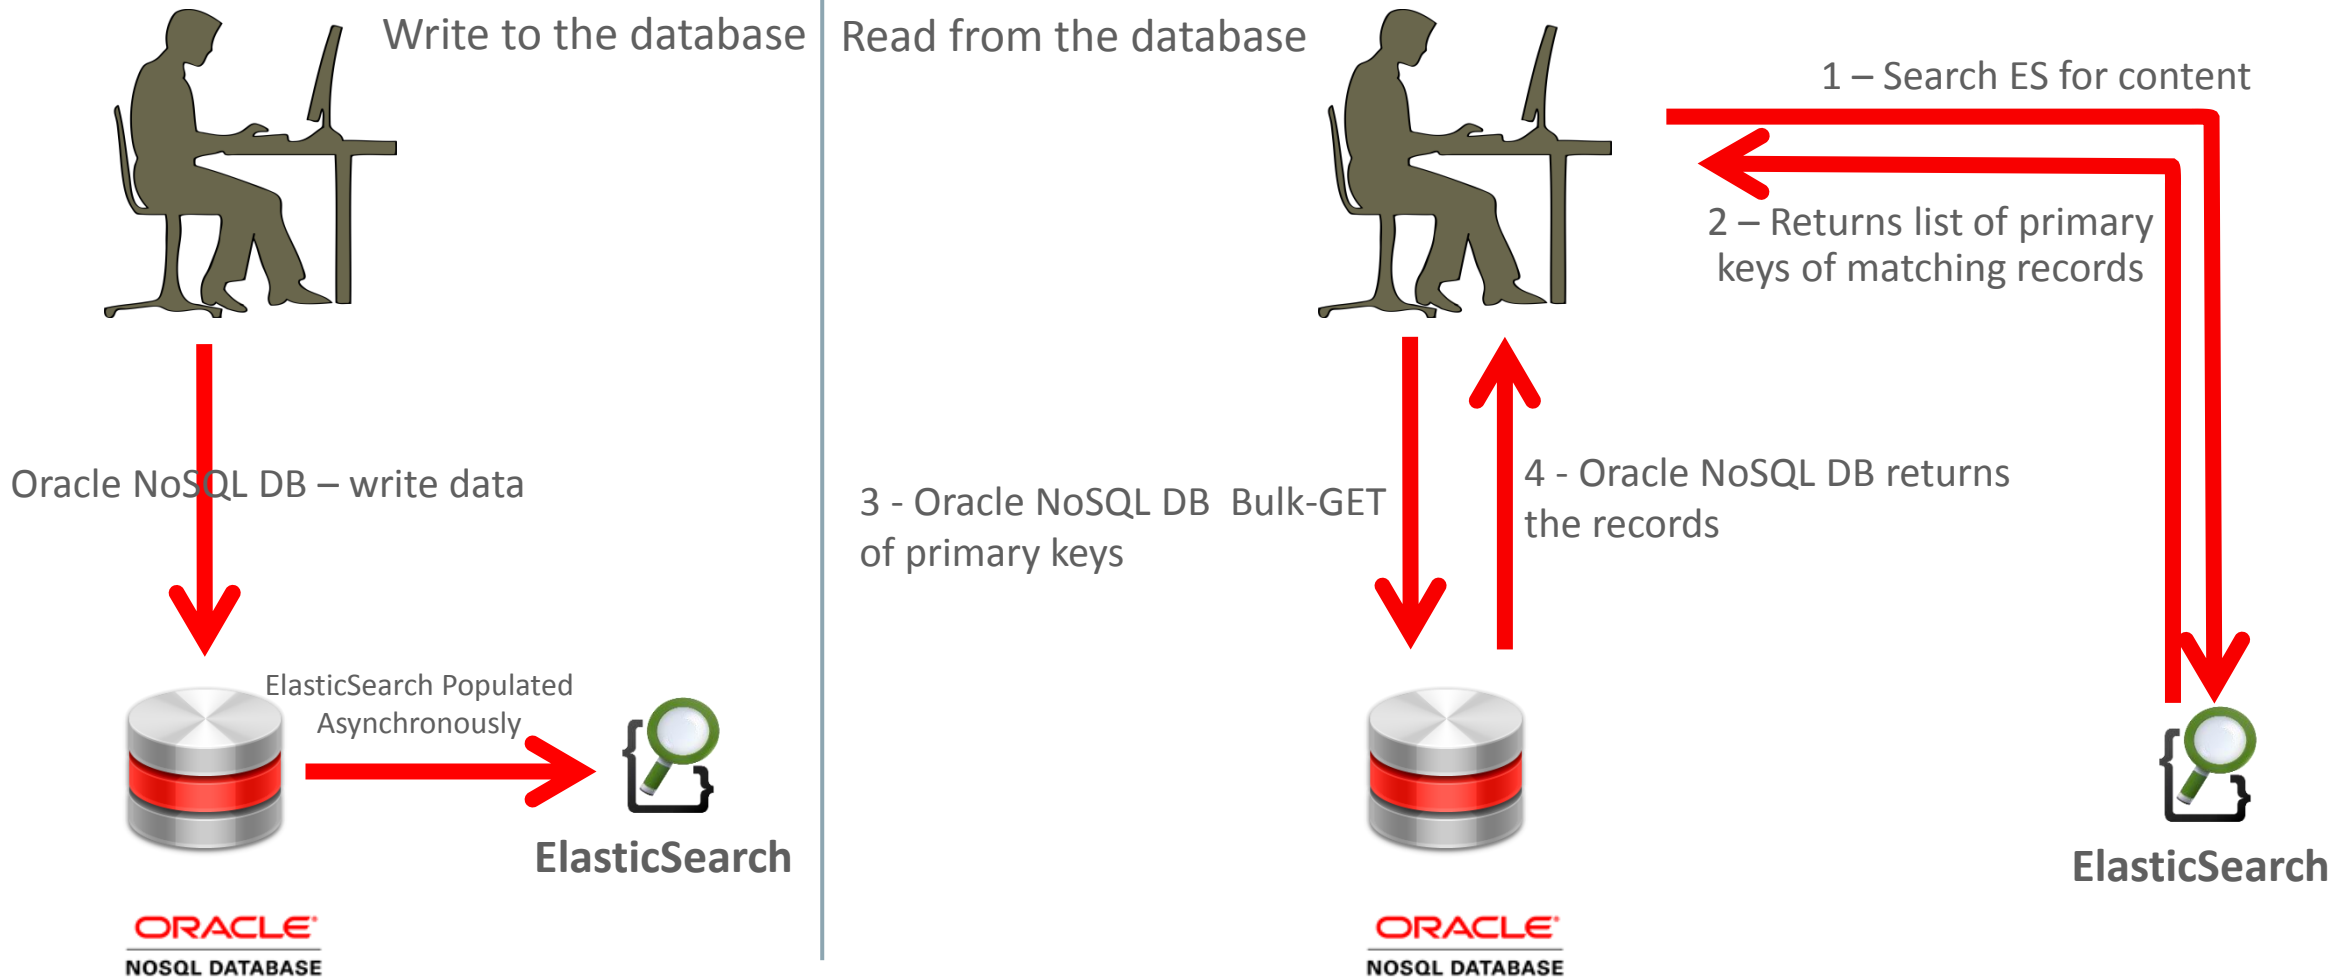 Write to the database
Oracle NoSQL DB – write data
ElasticSearch Populated
Asynchronously
ElasticSearch
ORACLE®
NOSQL DATABASE
Read from the database
1 – Search ES for content
2 – Returns list of primary
keys of matching records
3 - Oracle NoSQL DB  Bulk-GET
of primary keys
4 - Oracle NoSQL DB returns
the records
ElasticSearch
ORACLE®
NOSQL DATABASE